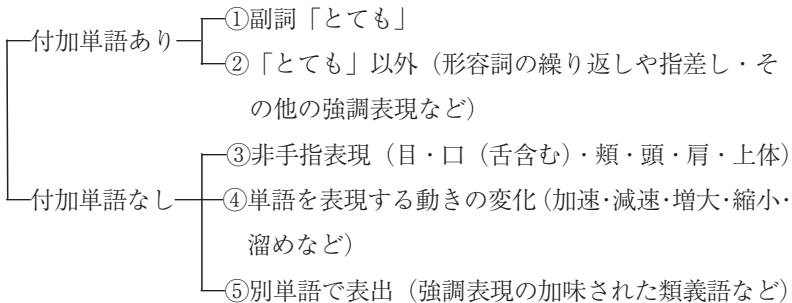 ①副詞「とても」
付加単語あり
②「とても」以外（形容詞の繰り返しや指差し・そ
の他の強調表現など）
③非手指表現（目・口（舌含む）・頬・頭・肩・上体）
付加単語なし
④単語を表現する動きの変化（加速・減速・増大・縮小・
溜めなど）
⑤別単語で表出（強調表現の加味された類義語など）